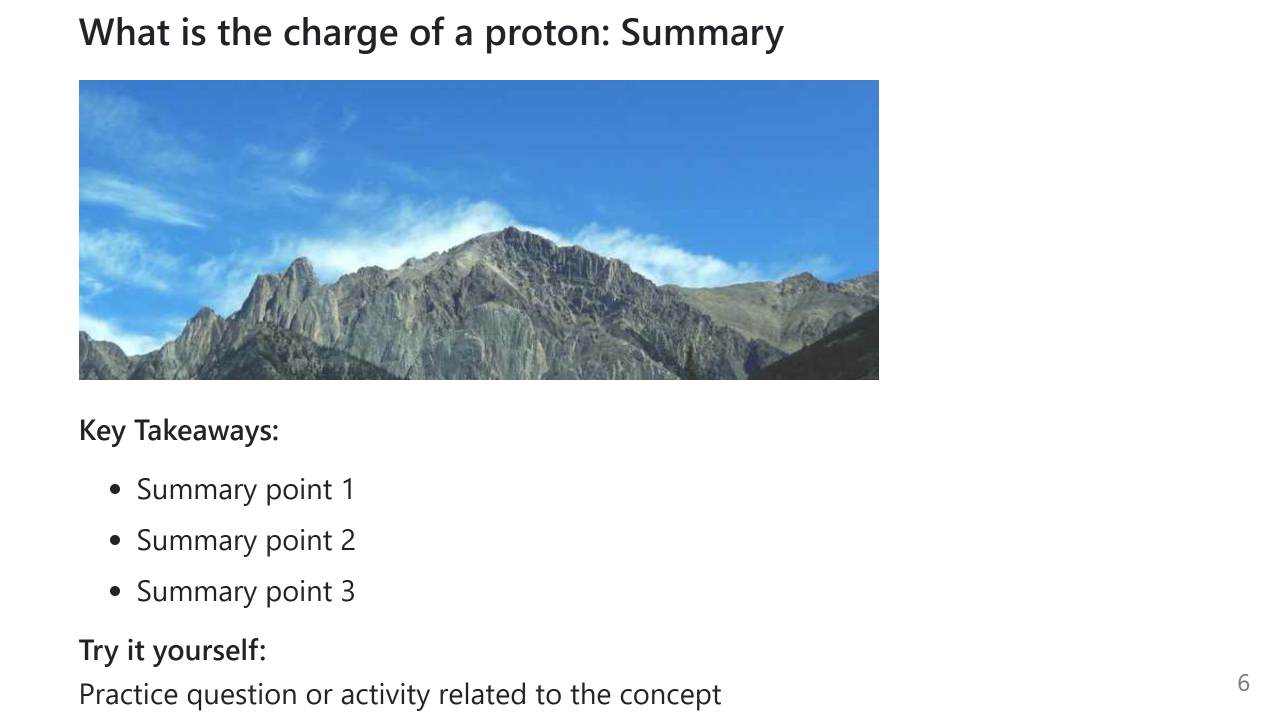 What is the charge of a proton: Summary
Key Takeaways:
Summary point 1
Summary point 2
Summary point 3
Try it yourself:
Practice question or activity related to the concept
6